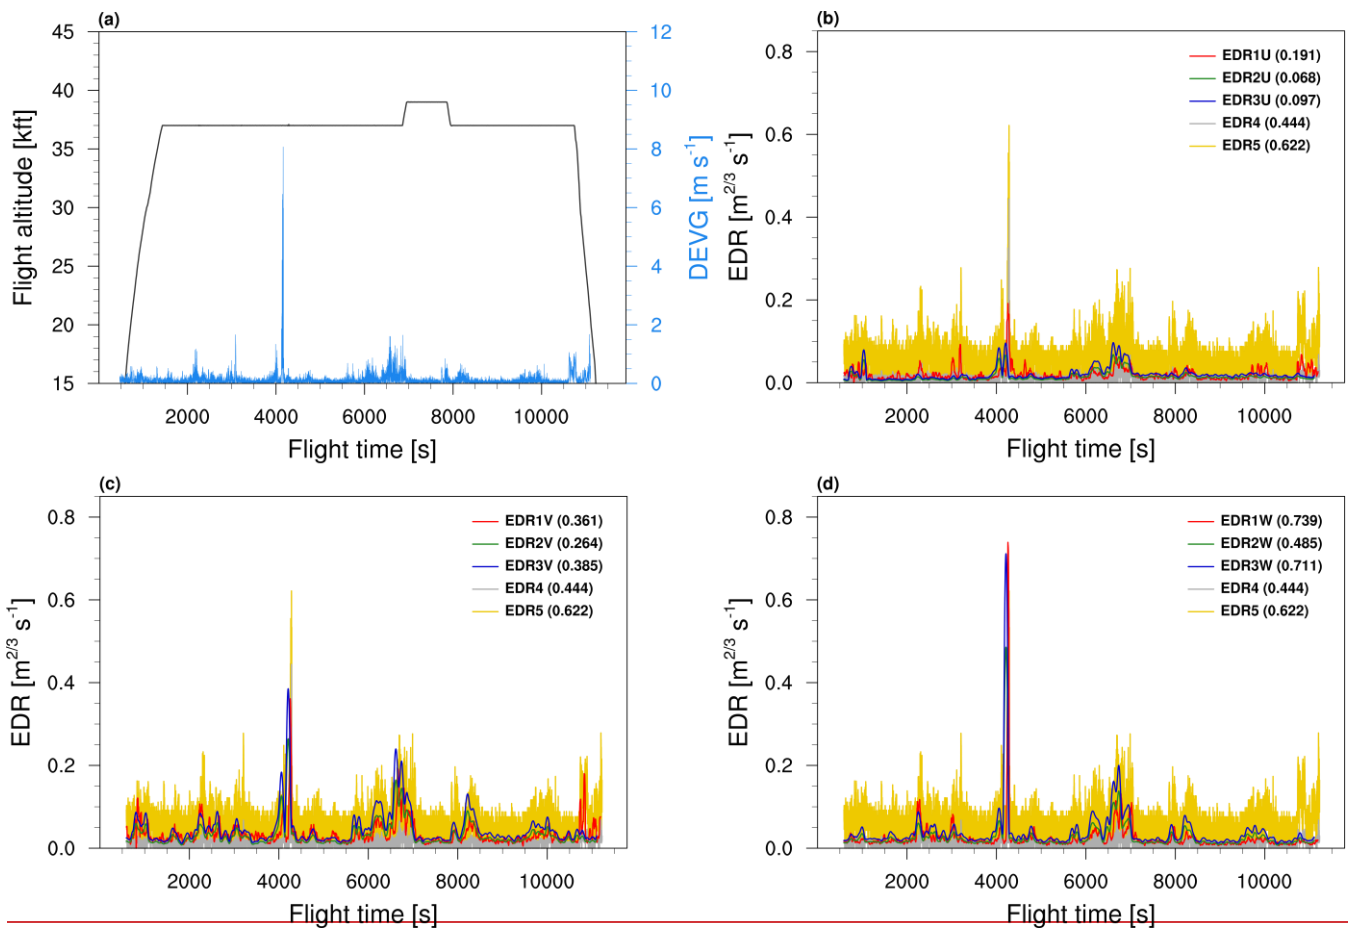 (a)
45
40
35
30
25
20
15
Flight altitude [kft]
12
10
8
6
4
2
0
DEVG [m s-1]
2000 4000 6000 8000 10000
Flight time [s]
(b)
0.8
0.6
0.4
0.2
0.0
EDR [m2/3 s-1]
EDR1U (0.191)
EDR2U (0.068)
EDR3U (0.097)
EDR4 (0.444)
EDR5 (0.622)
2000 4000 6000 8000 10000
Flight time [s]
(c)
0.8
0.6
0.4
0.2
0.0
EDR [m2/3 s-1]
EDR1V (0.361)
EDR2V (0.264)
EDR3V (0.385)
EDR4 (0.444)
EDR5 (0.622)
2000 4000 6000 8000 10000
Flight time [s]
(d)
0.8
0.6
0.4
0.2
0.0
EDR [m2/3 s-1]
EDR1W (0.739)
EDR2W (0.485)
EDR3W (0.711)
EDR4 (0.444)
EDR5 (0.622)
2000 4000 6000 8000 10000
Flight time [s]